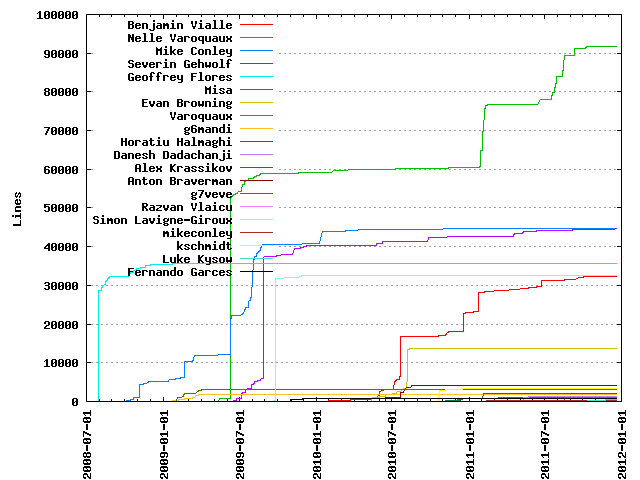 100000
90000
80000
70000
60000
50000
40000
30000
20000
10000
0
Lines
Benjamin Vialle
Nelle Varoquaux
Mike Conley
Severin Gehwolf
Geoffrey Flores
Misa
Evan Browning
Varoquaux
g6mandi
Horatiu Halmaghi
Danesh Dadachanji
Alex Krassikov
Anton Braverman
g7veve
Razvan Vlaicu
Simon Lavigne-Giroux
mikeconley
kschmidt
Luke Kysow
Fernando Garces
2008-07-01
2009-01-01
2009-07-01
2010-01-01
2010-07-01
2011-01-01
2011-07-01
2012-01-01